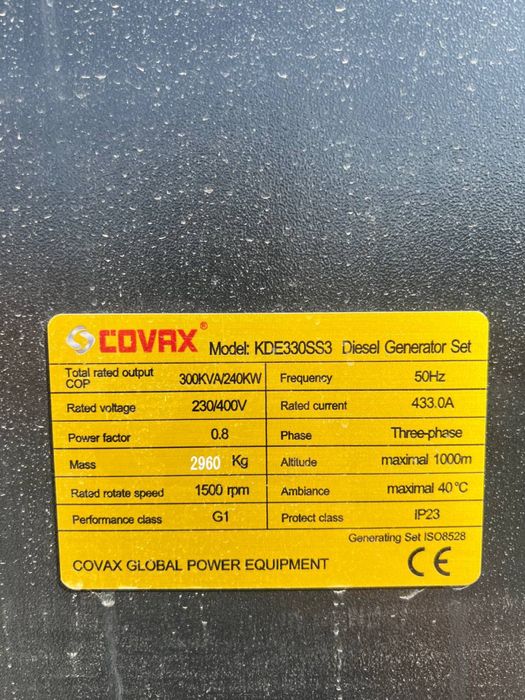 COVAX® Model: KDE330SS3 Diesel Generator Set
Total rated output COP 300KVA/240KW Frequency 50Hz
Rated voltage 230/400V Rated current 433.0A
Power factor 0.8 Phase Three-phase
Mass 2960 Kg Altitude maximal 1000m
Rated rotate speed 1500 rpm Ambiance maximal 40°C
Performance class G1 Protect class IP23
Generating Set ISO8528
COVAX GLOBAL POWER EQUIPMENT CE